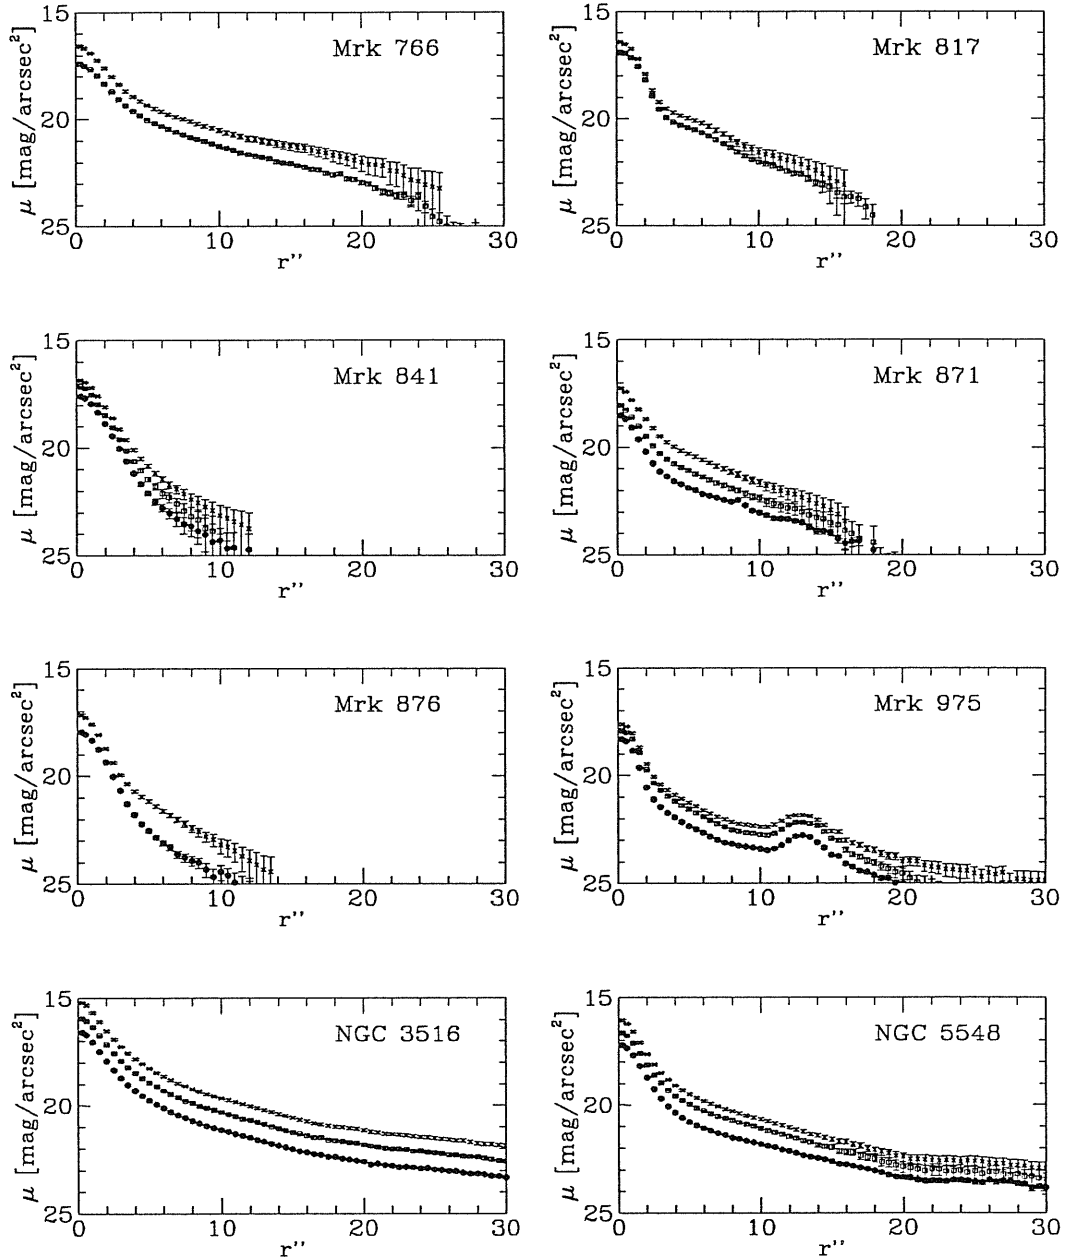 15 20 25
μ [mag/arcsec²]
Mrk 766
0 10 20 30
r''
15 20 25
μ [mag/arcsec²]
Mrk 817
0 10 20 30
r''
15 20 25
μ [mag/arcsec²]
Mrk 841
0 10 20 30
r''
15 20 25
μ [mag/arcsec²]
Mrk 871
0 10 20 30
r''
15 20 25
μ [mag/arcsec²]
Mrk 876
0 10 20 30
r''
15 20 25
μ [mag/arcsec²]
Mrk 975
0 10 20 30
r''
15 20 25
μ [mag/arcsec²]
NGC 3516
0 10 20 30
r''
15 20 25
μ [mag/arcsec²]
NGC 5548
0 10 20 30
r''